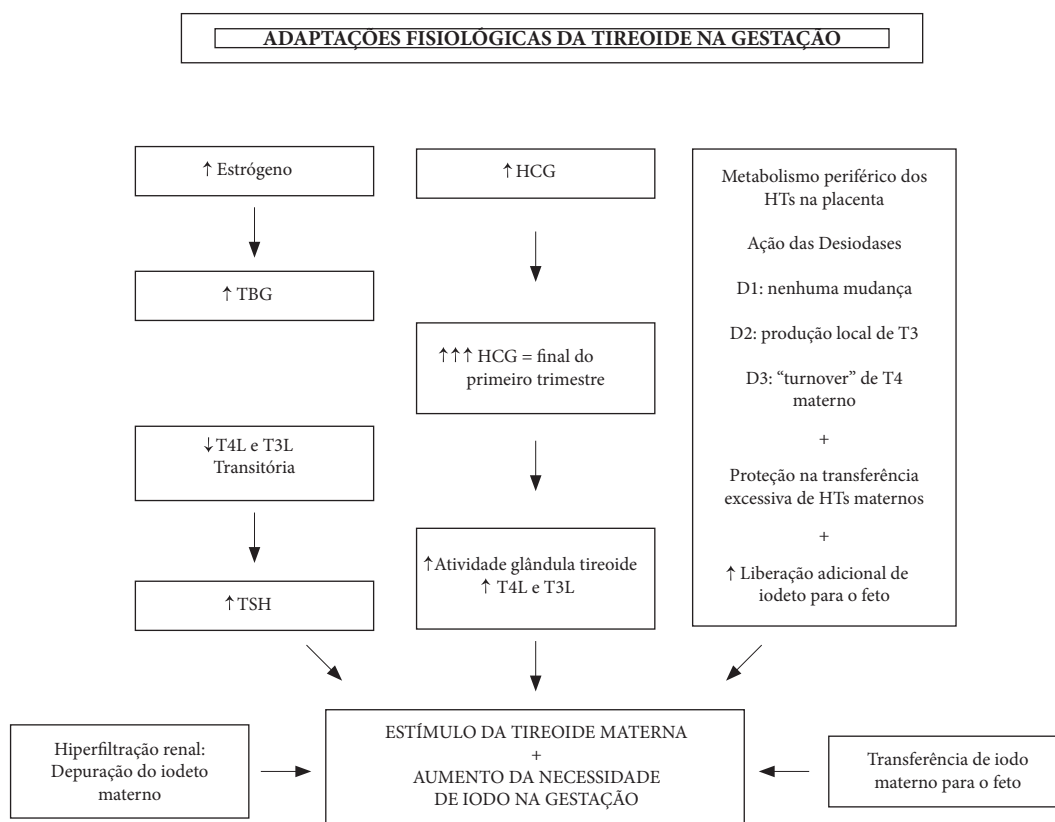 ADAPTAÇÕES FISIOLÓGICAS DA TIREOIDE NA GESTAÇÃO
↑ Estrógeno
↑ TBG
↓ T4L e T3L
Transitória
↑ TSH
↑ HCG
↑↑↑ HCG = final do
primeiro trimestre
↑ Atividade glândula tireoide
↑ T4L e T3L
Metabolismo periférico dos
HTs na placenta
Ação das Desiodases
D1: nenhuma mudança
D2: produção local de T3
D3: “turnover” de T4
materno
+
Proteção na transferência
excessiva de HTs maternos
+
↑ Liberação adicional de
iodeto para o feto
Hiperfiltração renal:
Depuração do iodeto
materno
ESTÍMULO DA TIREOIDE MATERNA
+
AUMENTO DA NECESSIDADE
DE IODO NA GESTAÇÃO
Transferência de iodo
materno para o feto